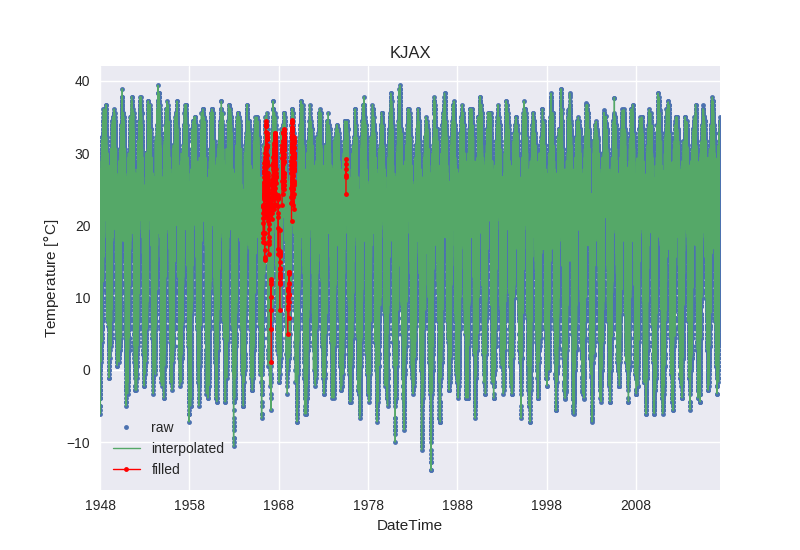 KJAX
40
30
20
10
0
−10
Temperature [°C]
raw
interpolated
filled
1948 1958 1968 1978 1988 1998 2008
DateTime